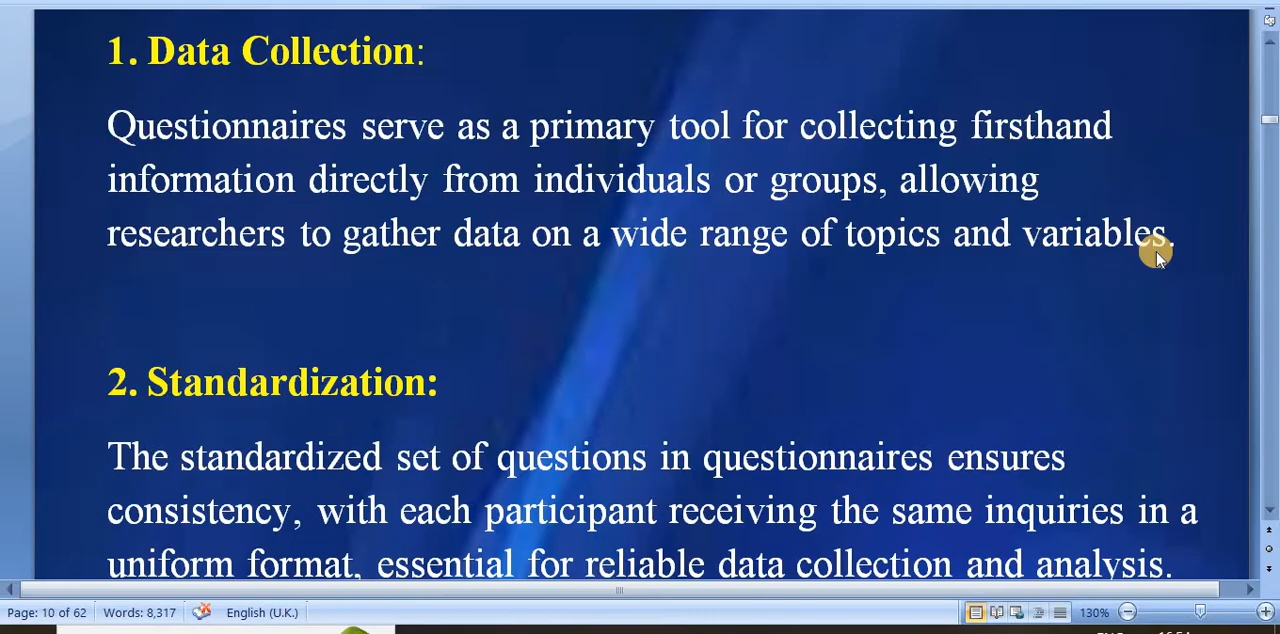 1. Data Collection:
Questionnaires serve as a primary tool for collecting firsthand
information directly from individuals or groups, allowing
researchers to gather data on a wide range of topics and variables.
2. Standardization:
The standardized set of questions in questionnaires ensures
consistency, with each participant receiving the same inquiries in a
uniform format, essential for reliable data collection and analysis.
Page: 10 of 62 Words: 8,317 English (U.K.) 130%